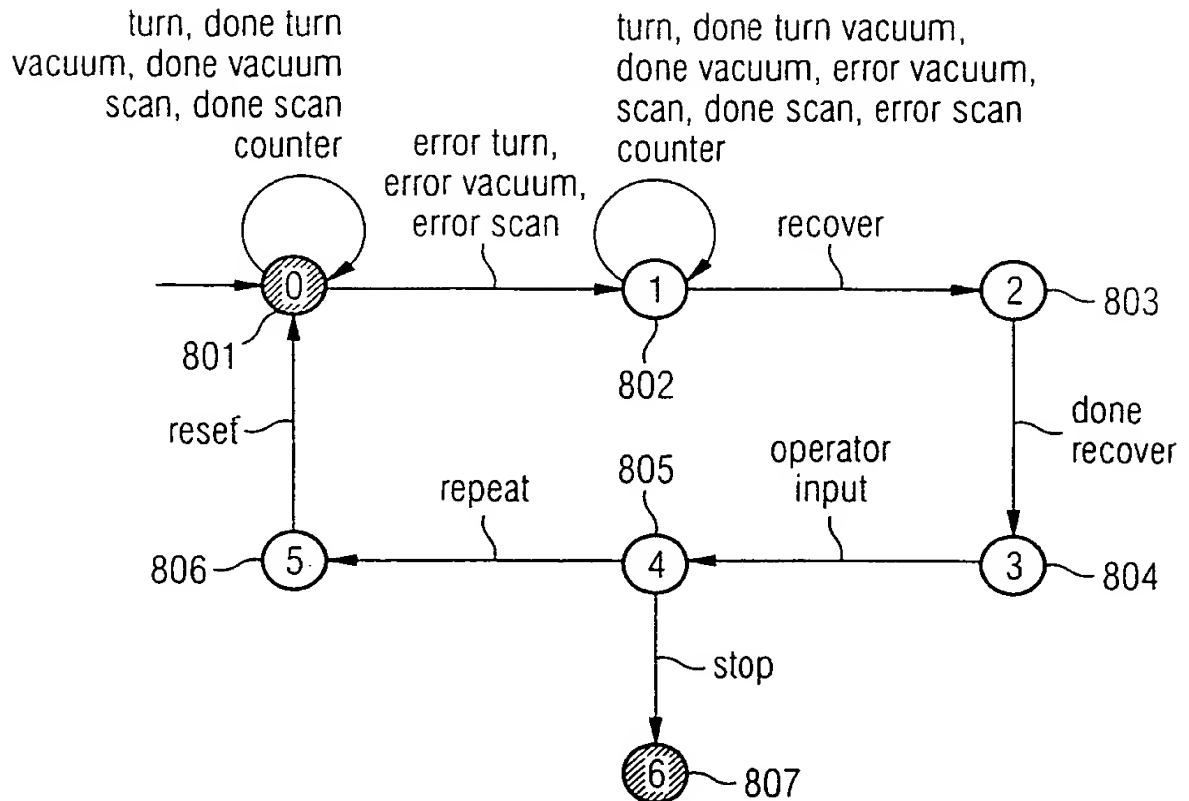 turn, done turn
vacuum, done vacuum
scan, done scan
counter
turn, done turn vacuum,
done vacuum, error vacuum,
scan, done scan, error scan
counter
error turn,
error vacuum,
error scan
recover
0
1
2
803
801
802
done
recover
resef
805
operator
input
repeat
806
5
4
3
804
stop
6
807